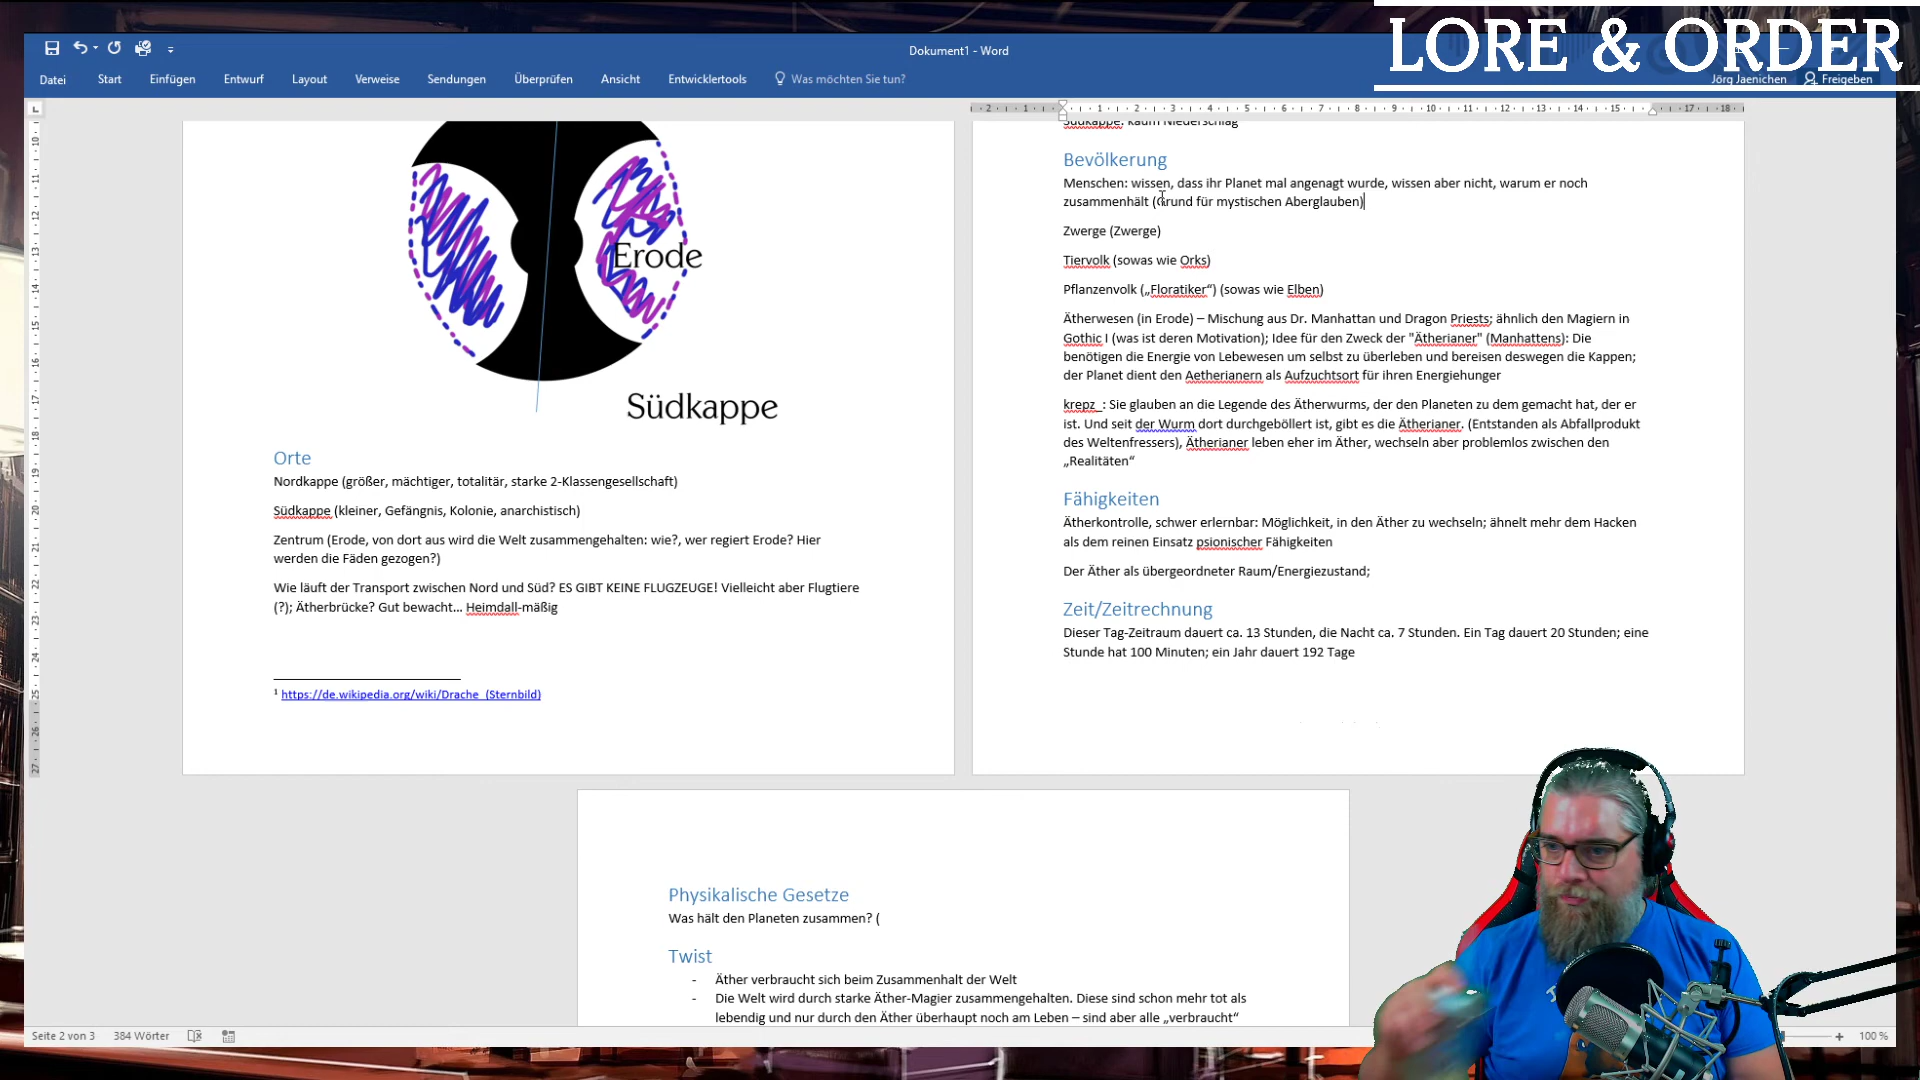 LORE & ORDER
Dokument1 - Word
Jörg Jaenichen
Freigeben
Datei
Start
Einfügen
Entwurf
Layout
Verweise
Sendungen
Überprüfen
Ansicht
Entwicklertools
Was möchten Sie tun?
Erode
Südkappe
Orte
Nordkappe (größer, mächtiger, totalitär, starke 2-Klassengesellschaft)
Südkappe (kleiner, Gefängnis, Kolonie, anarchistisch)
Zentrum (Erode, von dort aus wird die Welt zusammengehalten: wie?, wer regiert Erode? Hier
werden die Fäden gezogen?)
Wie läuft der Transport zwischen Nord und Süd? ES GIBT KEINE FLUGZEUGE! Vielleicht aber Flugtiere
(?); Ätherbrücke? Gut bewacht... Heimdall-mäßig
1 https://de.wikipedia.org/wiki/Drache_(Sternbild)
Südkappe: kaum Niederschlag
Bevölkerung
Menschen: wissen, dass ihr Planet mal angenagt wurde, wissen aber nicht, warum er noch
zusammenhält (Grund für mystischen Aberglauben)
Zwerge (Zwerge)
Tiervolk (sowas wie Orks)
Pflanzenvolk („Floratiker“) (sowas wie Elben)
Ätherwesen (in Erode) – Mischung aus Dr. Manhattan und Dragon Priests; ähnlich den Magiern in
Gothic I (was ist deren Motivation); Idee für den Zweck der "Ätherianer" (Manhattens): Die
benötigen die Energie von Lebewesen um selbst zu überleben und bereisen deswegen die Kappen;
der Planet dient den Aetherianern als Aufzuchtsort für ihren Energiehunger
krepz_: Sie glauben an die Legende des Ätherwurms, der den Planeten zu dem gemacht hat, der er
ist. Und seit der Wurm dort durchgeböllert ist, gibt es die Ätherianer. (Entstanden als Abfallprodukt
des Weltenfressers), Ätherianer leben eher im Äther, wechseln aber problemlos zwischen den
„Realitäten“
Fähigkeiten
Ätherkontrolle, schwer erlernbar: Möglichkeit, in den Äther zu wechseln; ähnelt mehr dem Hacken
als dem reinen Einsatz psionischer Fähigkeiten
Der Äther als übergeordneter Raum/Energiezustand;
Zeit/Zeitrechnung
Dieser Tag-Zeitraum dauert ca. 13 Stunden, die Nacht ca. 7 Stunden. Ein Tag dauert 20 Stunden; eine
Stunde hat 100 Minuten; ein Jahr dauert 192 Tage
Physikalische Gesetze
Was hält den Planeten zusammen? (
Twist
- Äther verbraucht sich beim Zusammenhalt der Welt
- Die Welt wird durch starke Äther-Magier zusammengehalten. Diese sind schon mehr tot als
lebendig und nur durch den Äther überhaupt noch am Leben – sind aber alle „verbraucht“
Seite 2 von 3
384 Wörter
100 %